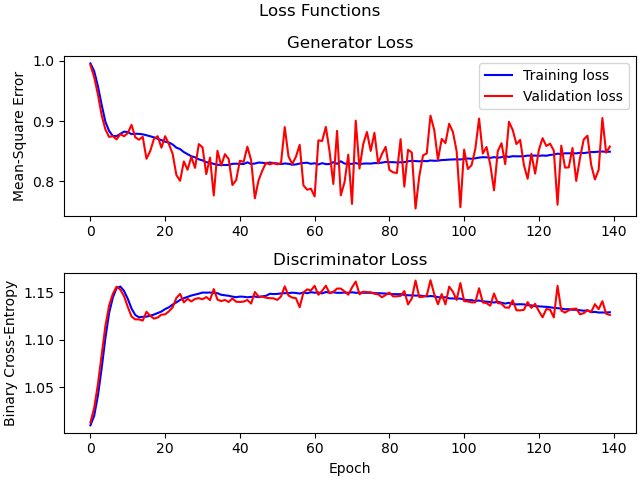 Loss Functions
Generator Loss
Mean-Square Error
1.0
0.9
0.8
Training loss
Validation loss
0 20 40 60 80 100 120 140
Discriminator Loss
Binary Cross-Entropy
1.15
1.10
1.05
0 20 40 60 80 100 120 140
Epoch